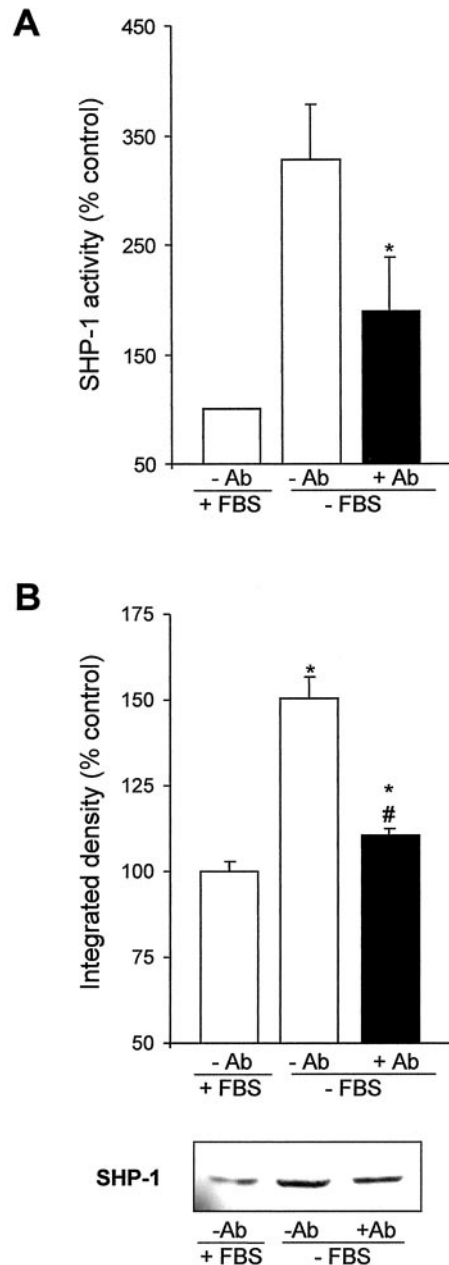 A
SHP-1 activity (% control)
450
350
250
150
50
*
- Ab - Ab + Ab
+ FBS - FBS
B
Integrated density (% control)
175
150
125
100
75
50
*
*
#
- Ab - Ab + Ab
+ FBS - FBS
SHP-1
-Ab -Ab +Ab
+ FBS - FBS